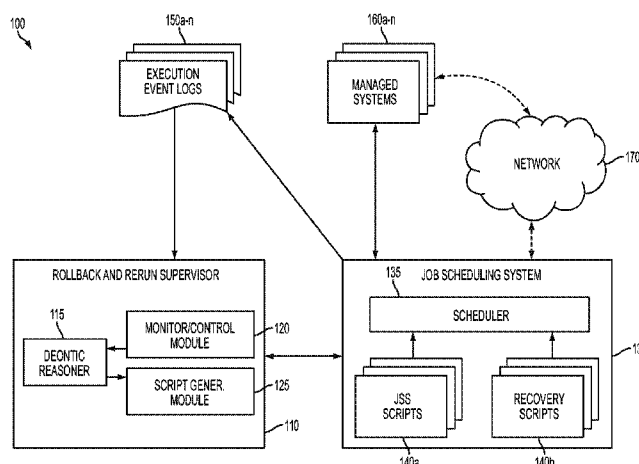 100
150a-n
160a-n
EXECUTION
EVENT LOGS
MANAGED
SYSTEMS
NETWORK
170
ROLLBACK AND RERUN SUPERVISOR
JOB SCHEDULING SYSTEM
115
135
MONITOR/CONTROL
MODULE
120
SCHEDULER
DEONTIC
REASONER
SCRIPT GENER.
MODULE
125
JSS
SCRIPTS
RECOVERY
SCRIPTS
110
140a
140b